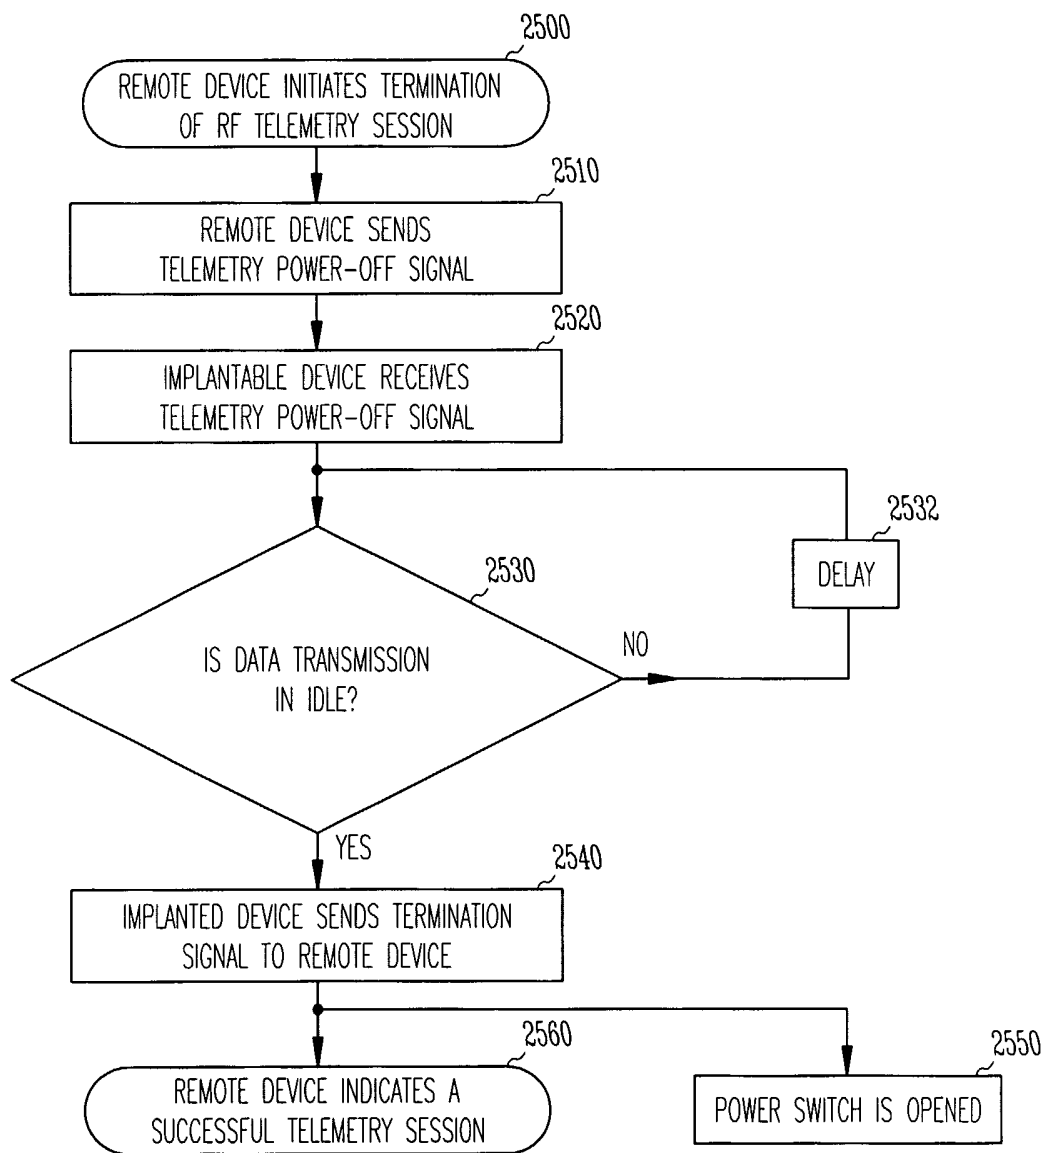 2500
REMOTE DEVICE INITIATES TERMINATION
OF RF TELEMETRY SESSION
2510
REMOTE DEVICE SENDS
TELEMETRY POWER-OFF SIGNAL
2520
IMPLANTABLE DEVICE RECEIVES
TELEMETRY POWER-OFF SIGNAL
2532
DELAY
2530
IS DATA TRANSMISSION
IN IDLE?
NO
YES
2540
IMPLANTED DEVICE SENDS TERMINATION
SIGNAL TO REMOTE DEVICE
2560
REMOTE DEVICE INDICATES A
SUCCESSFUL TELEMETRY SESSION
2550
POWER SWITCH IS OPENED